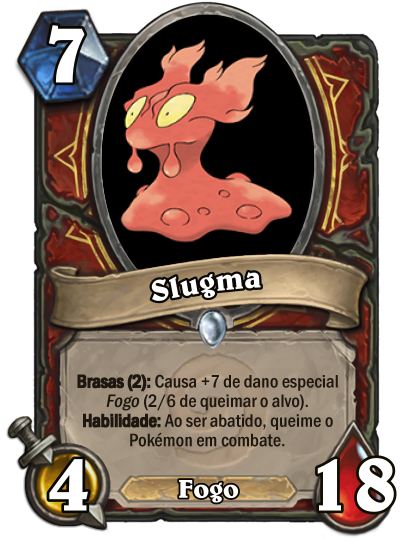 7
Slugma
Brasas (2): Causa +7 de dano especial
Fogo (2/6 de queimar o alvo).
Habilidade: Ao ser abatido, queime o
Pokémon em combate.
4
Fogo
18